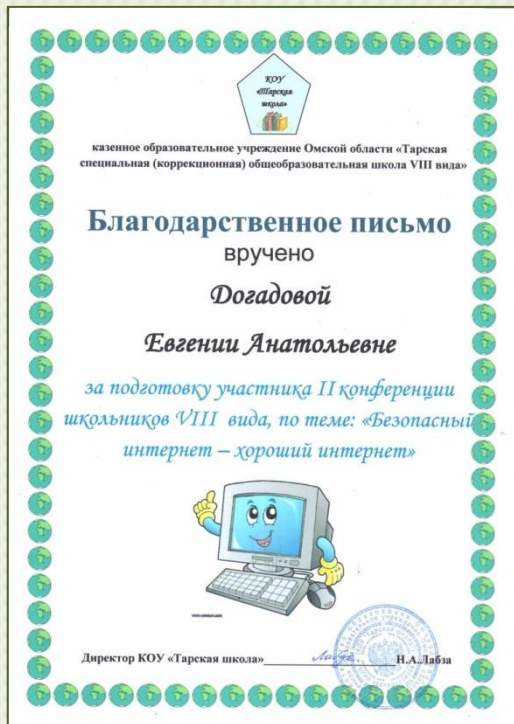 КОУ
«Тарская
школа»
казенное образовательное учреждение Омской области «Тарская
специальная (коррекционная) общеобразовательная школа VIII вида»
Благодарственное письмо
вручено
Догадовой
Евгении Анатольевне
за подготовку участника II конференции
школьников VIII вида, по теме: «Безопасный
интернет – хороший интернет»
Директор КОУ «Тарская школа» Н.А.Лабза